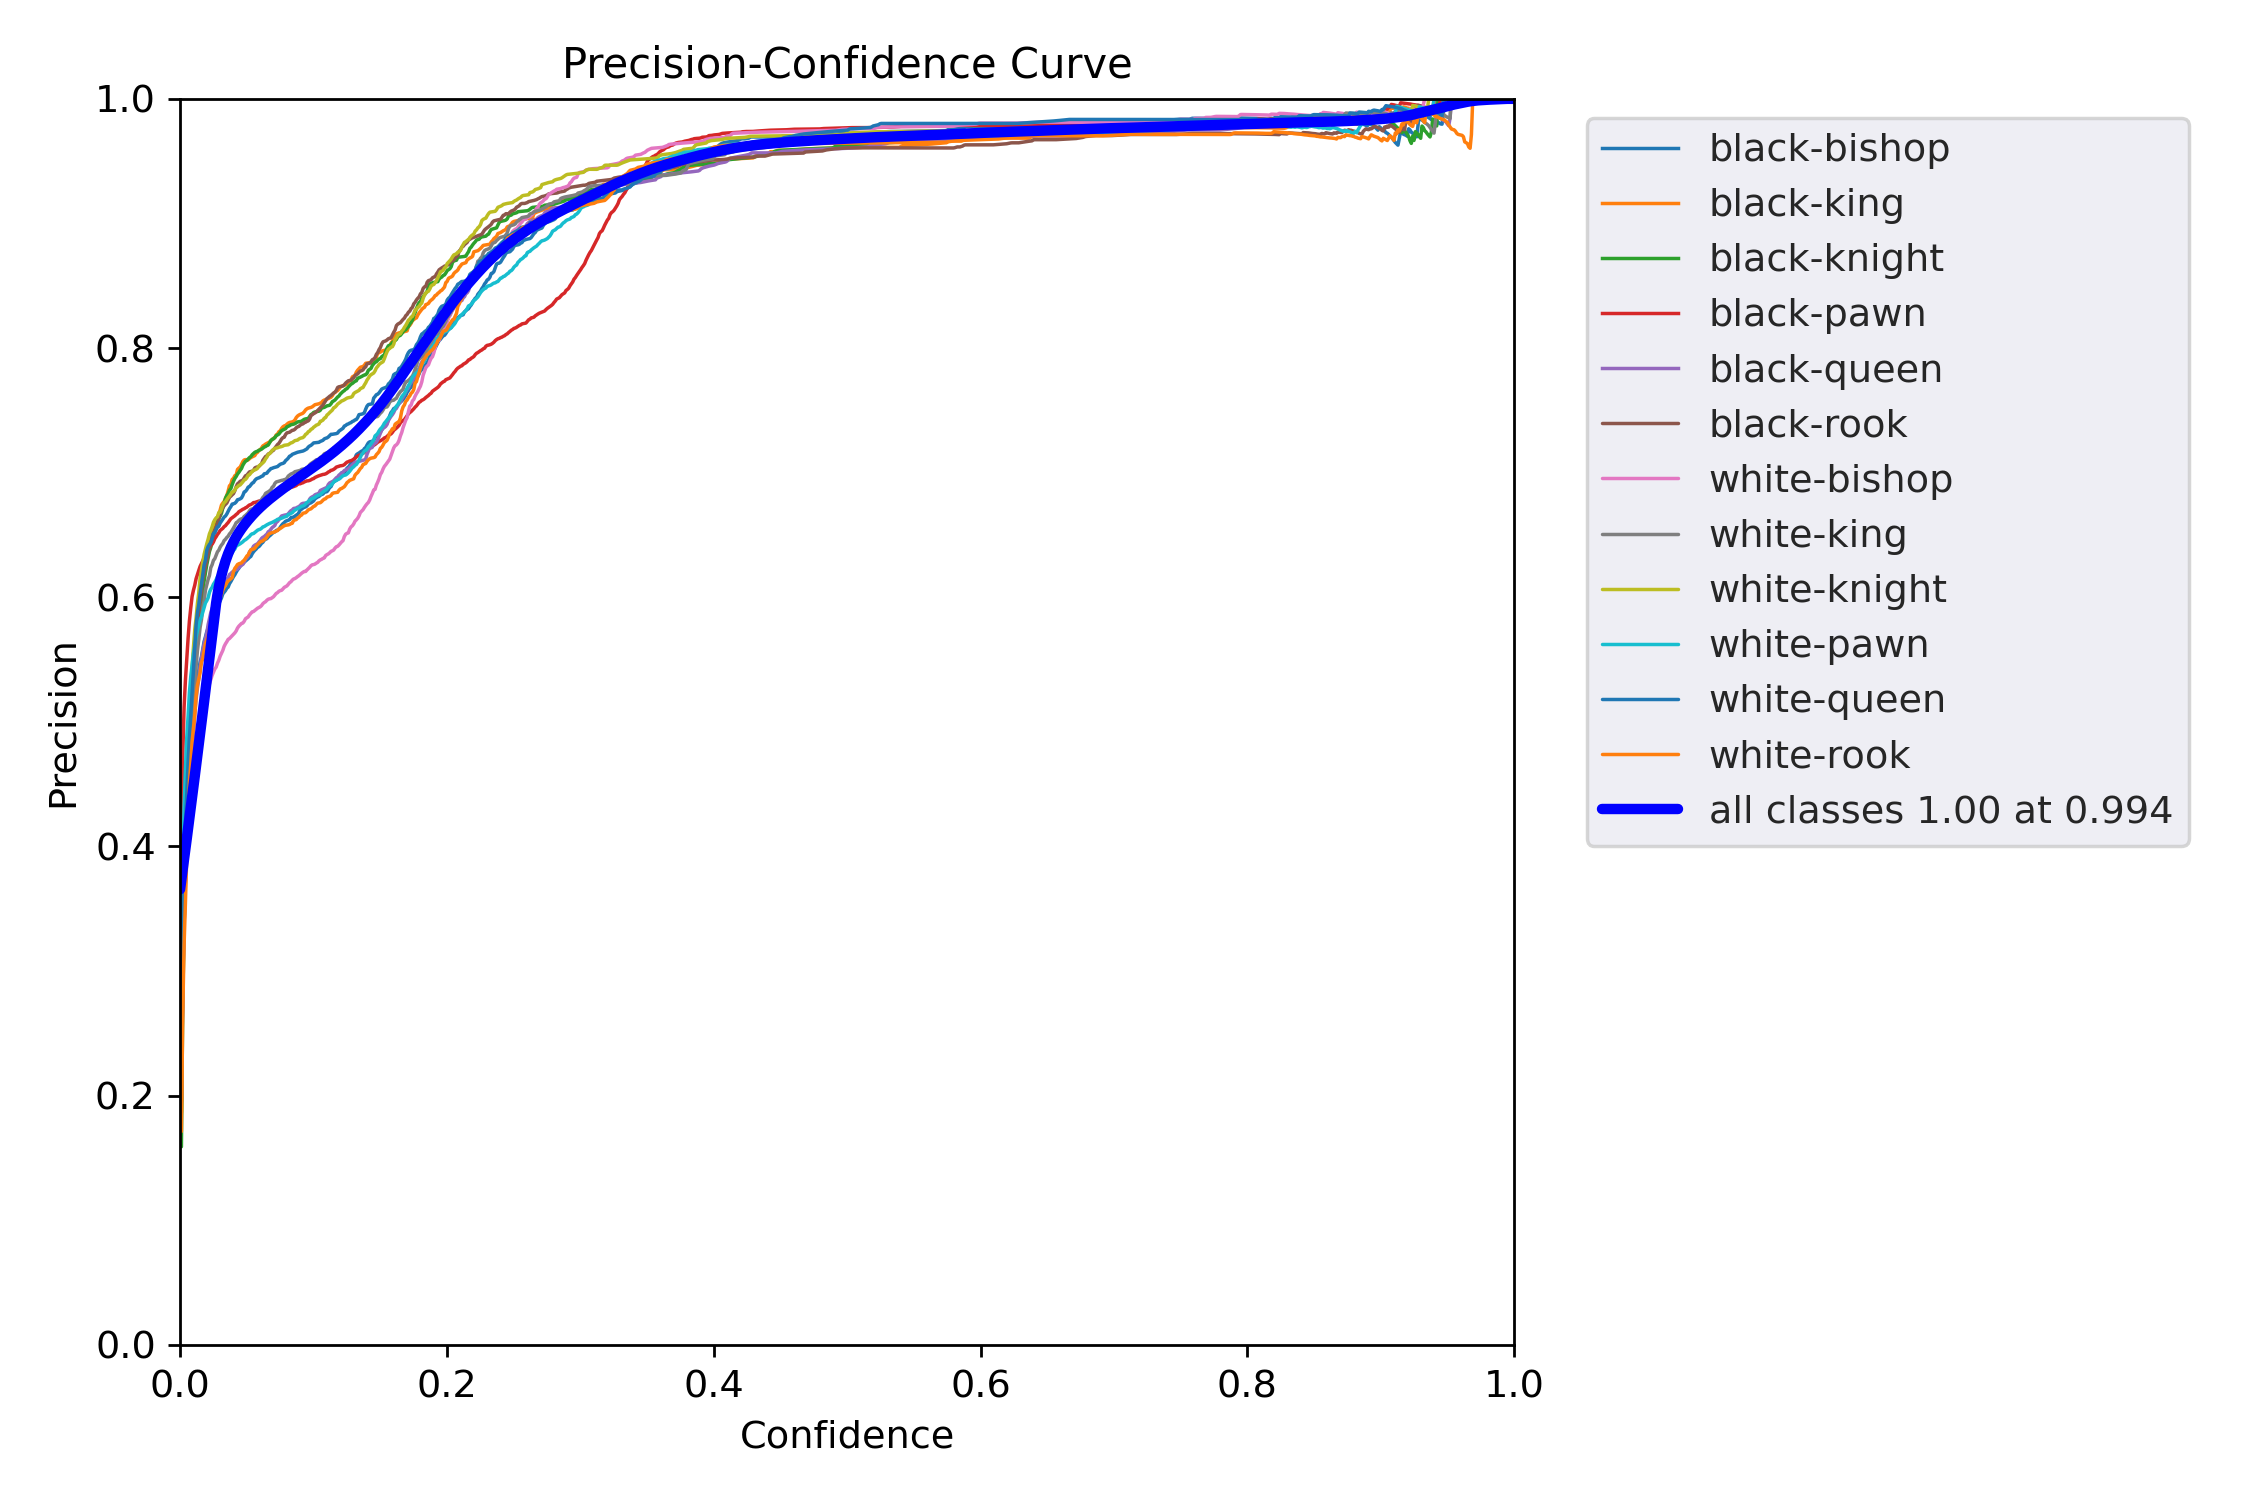 Precision-Confidence Curve
1.0
0.8
0.6
0.4
0.2
0.0
Precision
0.0 0.2 0.4 0.6 0.8 1.0
Confidence
black-bishop
black-king
black-knight
black-pawn
black-queen
black-rook
white-bishop
white-king
white-knight
white-pawn
white-queen
white-rook
all classes 1.00 at 0.994